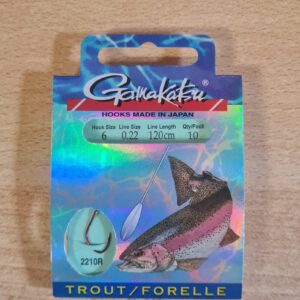 Gamakatsu
HOOKS MADE IN JAPAN
Hook Size Line Size Line Length Qty/Pack
6 0.22 120cm 10
2210R
TROUT/FORELLE